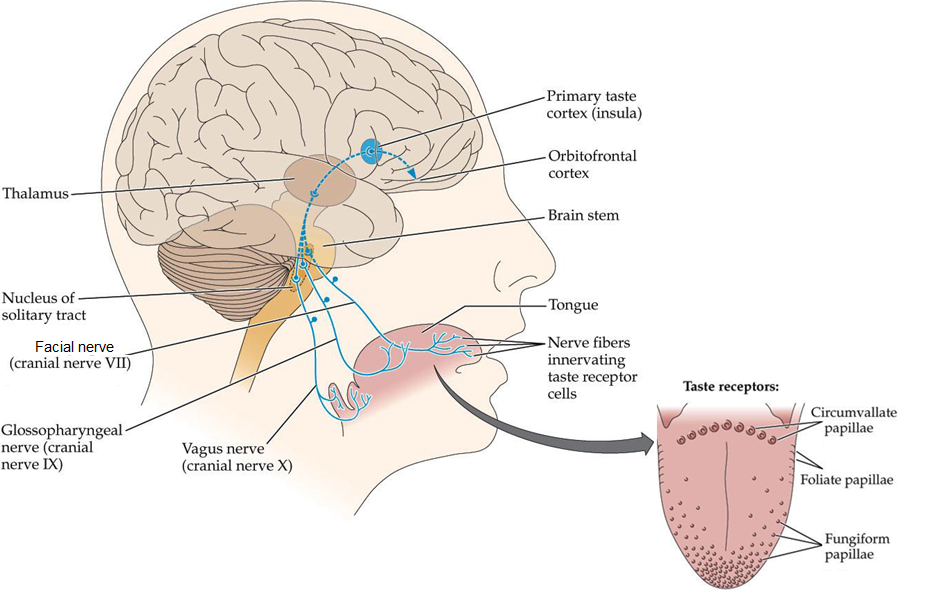 Primary taste
cortex (insula)
Orbitofrontal
cortex
Thalamus
Brain stem
Nucleus of
solitary tract
Tongue
Facial nerve
(cranial nerve VII)
Nerve fibers
innervating
taste receptor
cells
Taste receptors:
Circumvallate
papillae
Glossopharyngeal
nerve (cranial
nerve IX)
Vagus nerve
(cranial nerve X)
Foliate papillae
Fungiform
papillae